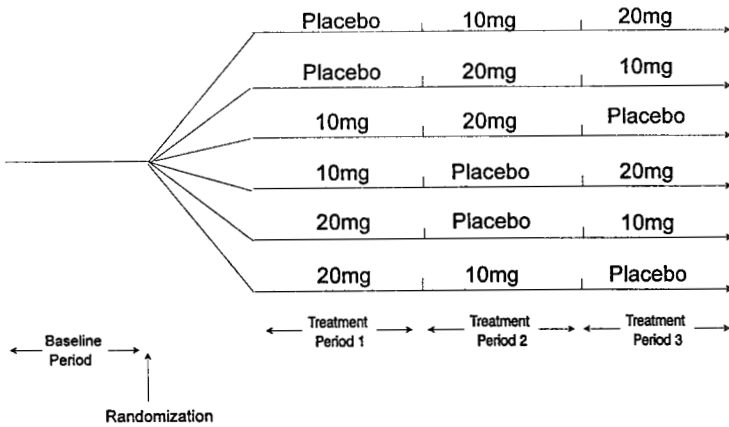 Placebo 10mg 20mg
Placebo 20mg 10mg
10mg 20mg Placebo
10mg Placebo 20mg
20mg Placebo 10mg
20mg 10mg Placebo
Baseline
Period
Treatment
Period 1
Treatment
Period 2
Treatment
Period 3
Randomization